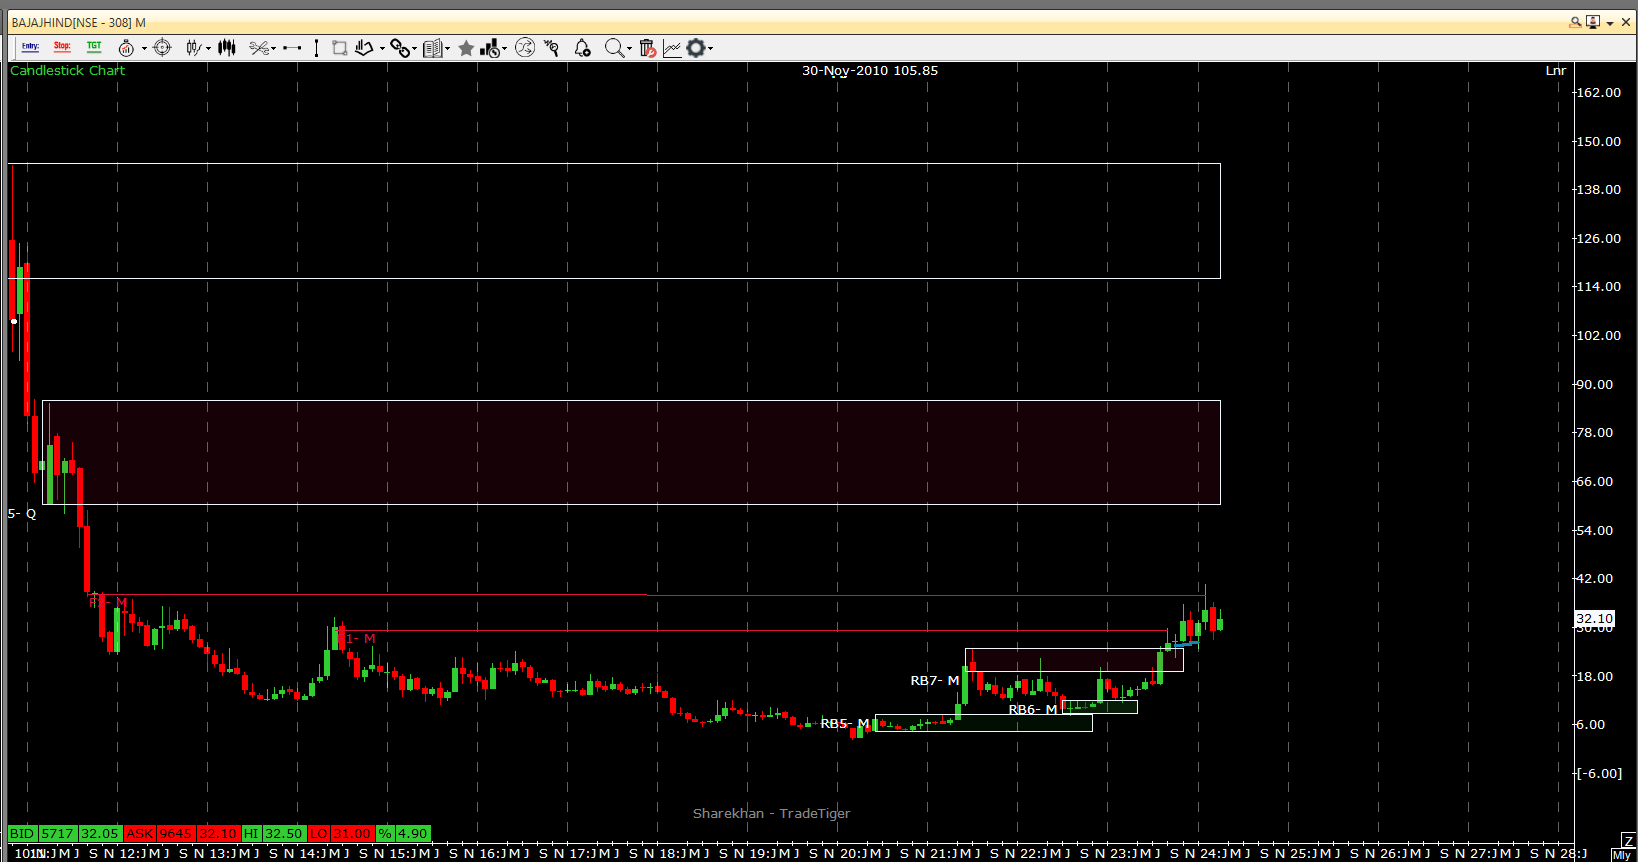 BAJAJHIND[NSE - 308] M
Entry: Stop: TGT
Candlestick Chart 30-Nov-2010 105.85 Lnr
162.00
150.00
138.00
126.00
114.00
102.00
90.00
78.00
66.00
5- Q
54.00
42.00
M
32.10
30.00
1- M
18.00
RB7- M
RB6- M
RB5- M
6.00
[-6.00]
Sharekhan - TradeTiger
BID 5717 32.05 ASK 9645 32.10 HI 32.50 LO 31.00 % 4.90
Z
M J S N 12:J M J S N 13:J M J S N 14:J M J S N 15:J M J S N 16:J M J S N 17:J M J S N 18:J M J S N 19:J M J S N 20:J M J S N 21:J M J S N 22:J M J S N 23:J M J S N 24:J M J S N 25:J M J S N 26:J M J S N 27:J M J S N 28:J
Mly